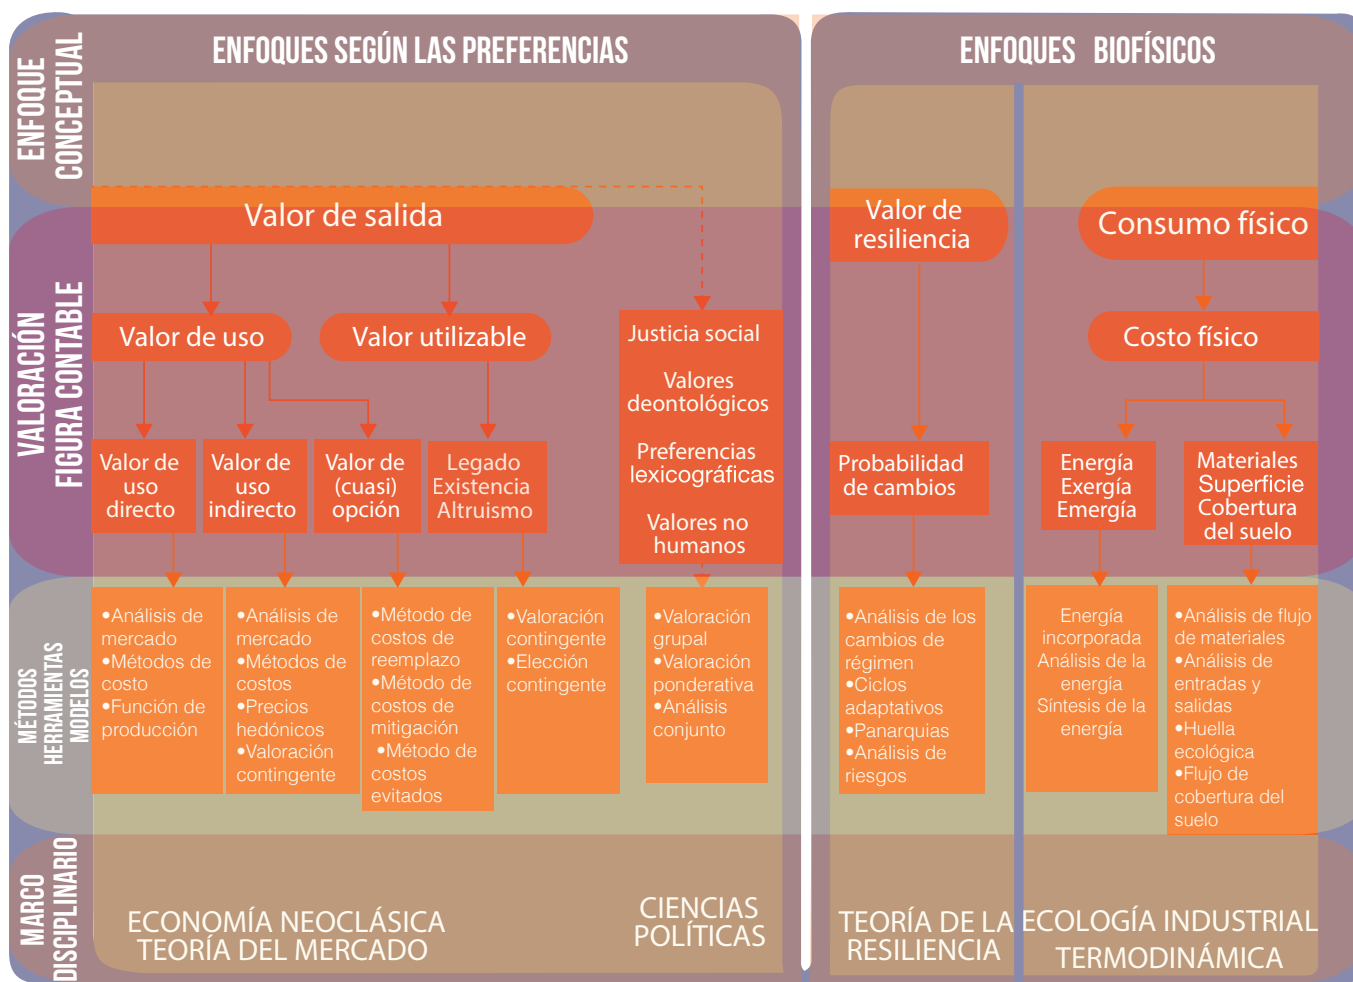 ENFOQUE
CONCEPTUAL
ENFOQUES SEGÚN LAS PREFERENCIAS
ENFOQUES BIOFÍSICOS
VALORACIÓN
FIGURA CONTABLE
Valor de salida
Valor de
resiliencia
Consumo físico
Valor de uso
Valor utilizable
Justicia social
Valores
deontológicos
Preferencias
lexicográficas
Valores no
humanos
Costo físico
Valor de
uso
directo
Valor de
uso
indirecto
Valor de
(cuasi)
opción
Legado
Existencia
Altruismo
Probabilidad
de cambios
Energía
Exergía
Emergía
Materiales
Superficie
Cobertura
del suelo
MÉTODOS
HERRAMIENTAS
MODELOS
•Análisis de
mercado
•Métodos de
costo
•Función de
producción
•Análisis de
mercado
•Métodos de
costos
•Precios
hedónicos
•Valoración
contingente
•Método de
costos de
reemplazo
•Método de
costos de
mitigación
•Método de
costos
evitados
•Valoración
contingente
•Elección
contingente
•Valoración
grupal
•Valoración
ponderativa
•Análisis
conjunto
•Análisis de los
cambios de
régimen
•Ciclos
adaptativos
•Panarquias
•Análisis de
riesgos
Energía
incorporada
Análisis de la
energía
Síntesis de la
energía
•Análisis de flujo
de materiales
•Análisis de
entradas y
salidas
•Huella
ecológica
•Flujo de
cobertura del
suelo
MARCO
DISCIPLINARIO
ECONOMÍA NEOCLÁSICA
TEORÍA DEL MERCADO
CIENCIAS
POLÍTICAS
TEORÍA DE LA
RESILIENCIA
ECOLOGÍA INDUSTRIAL
TERMODINÁMICA